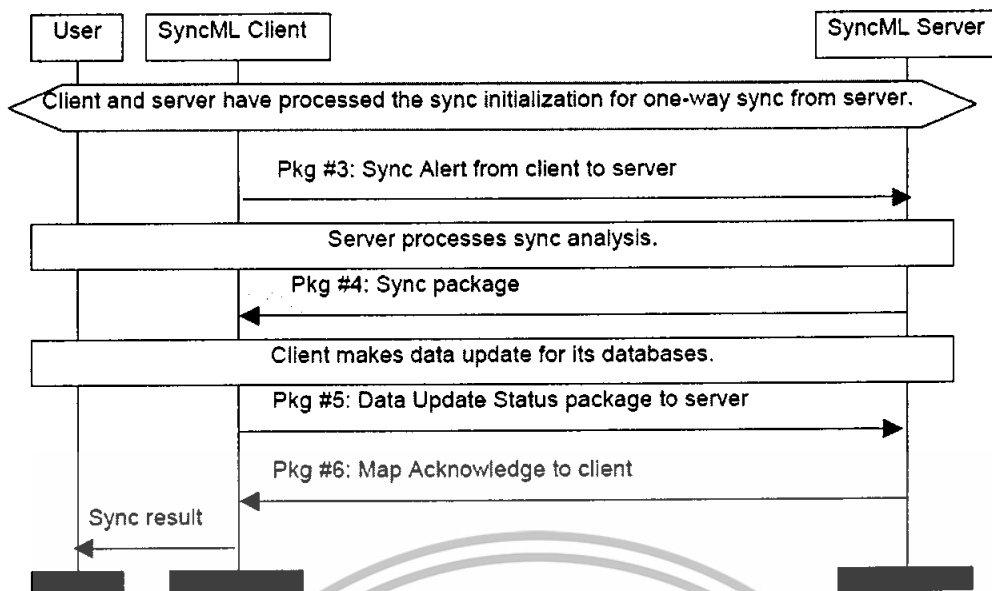 User
SyncML Client
SyncML Server
Client and server have processed the sync initialization for one-way sync from server.
Pkg #3: Sync Alert from client to server
Server processes sync analysis.
Pkg #4: Sync package
Client makes data update for its databases.
Pkg #5: Data Update Status package to server
Pkg #6: Map Acknowledge to client
Sync result